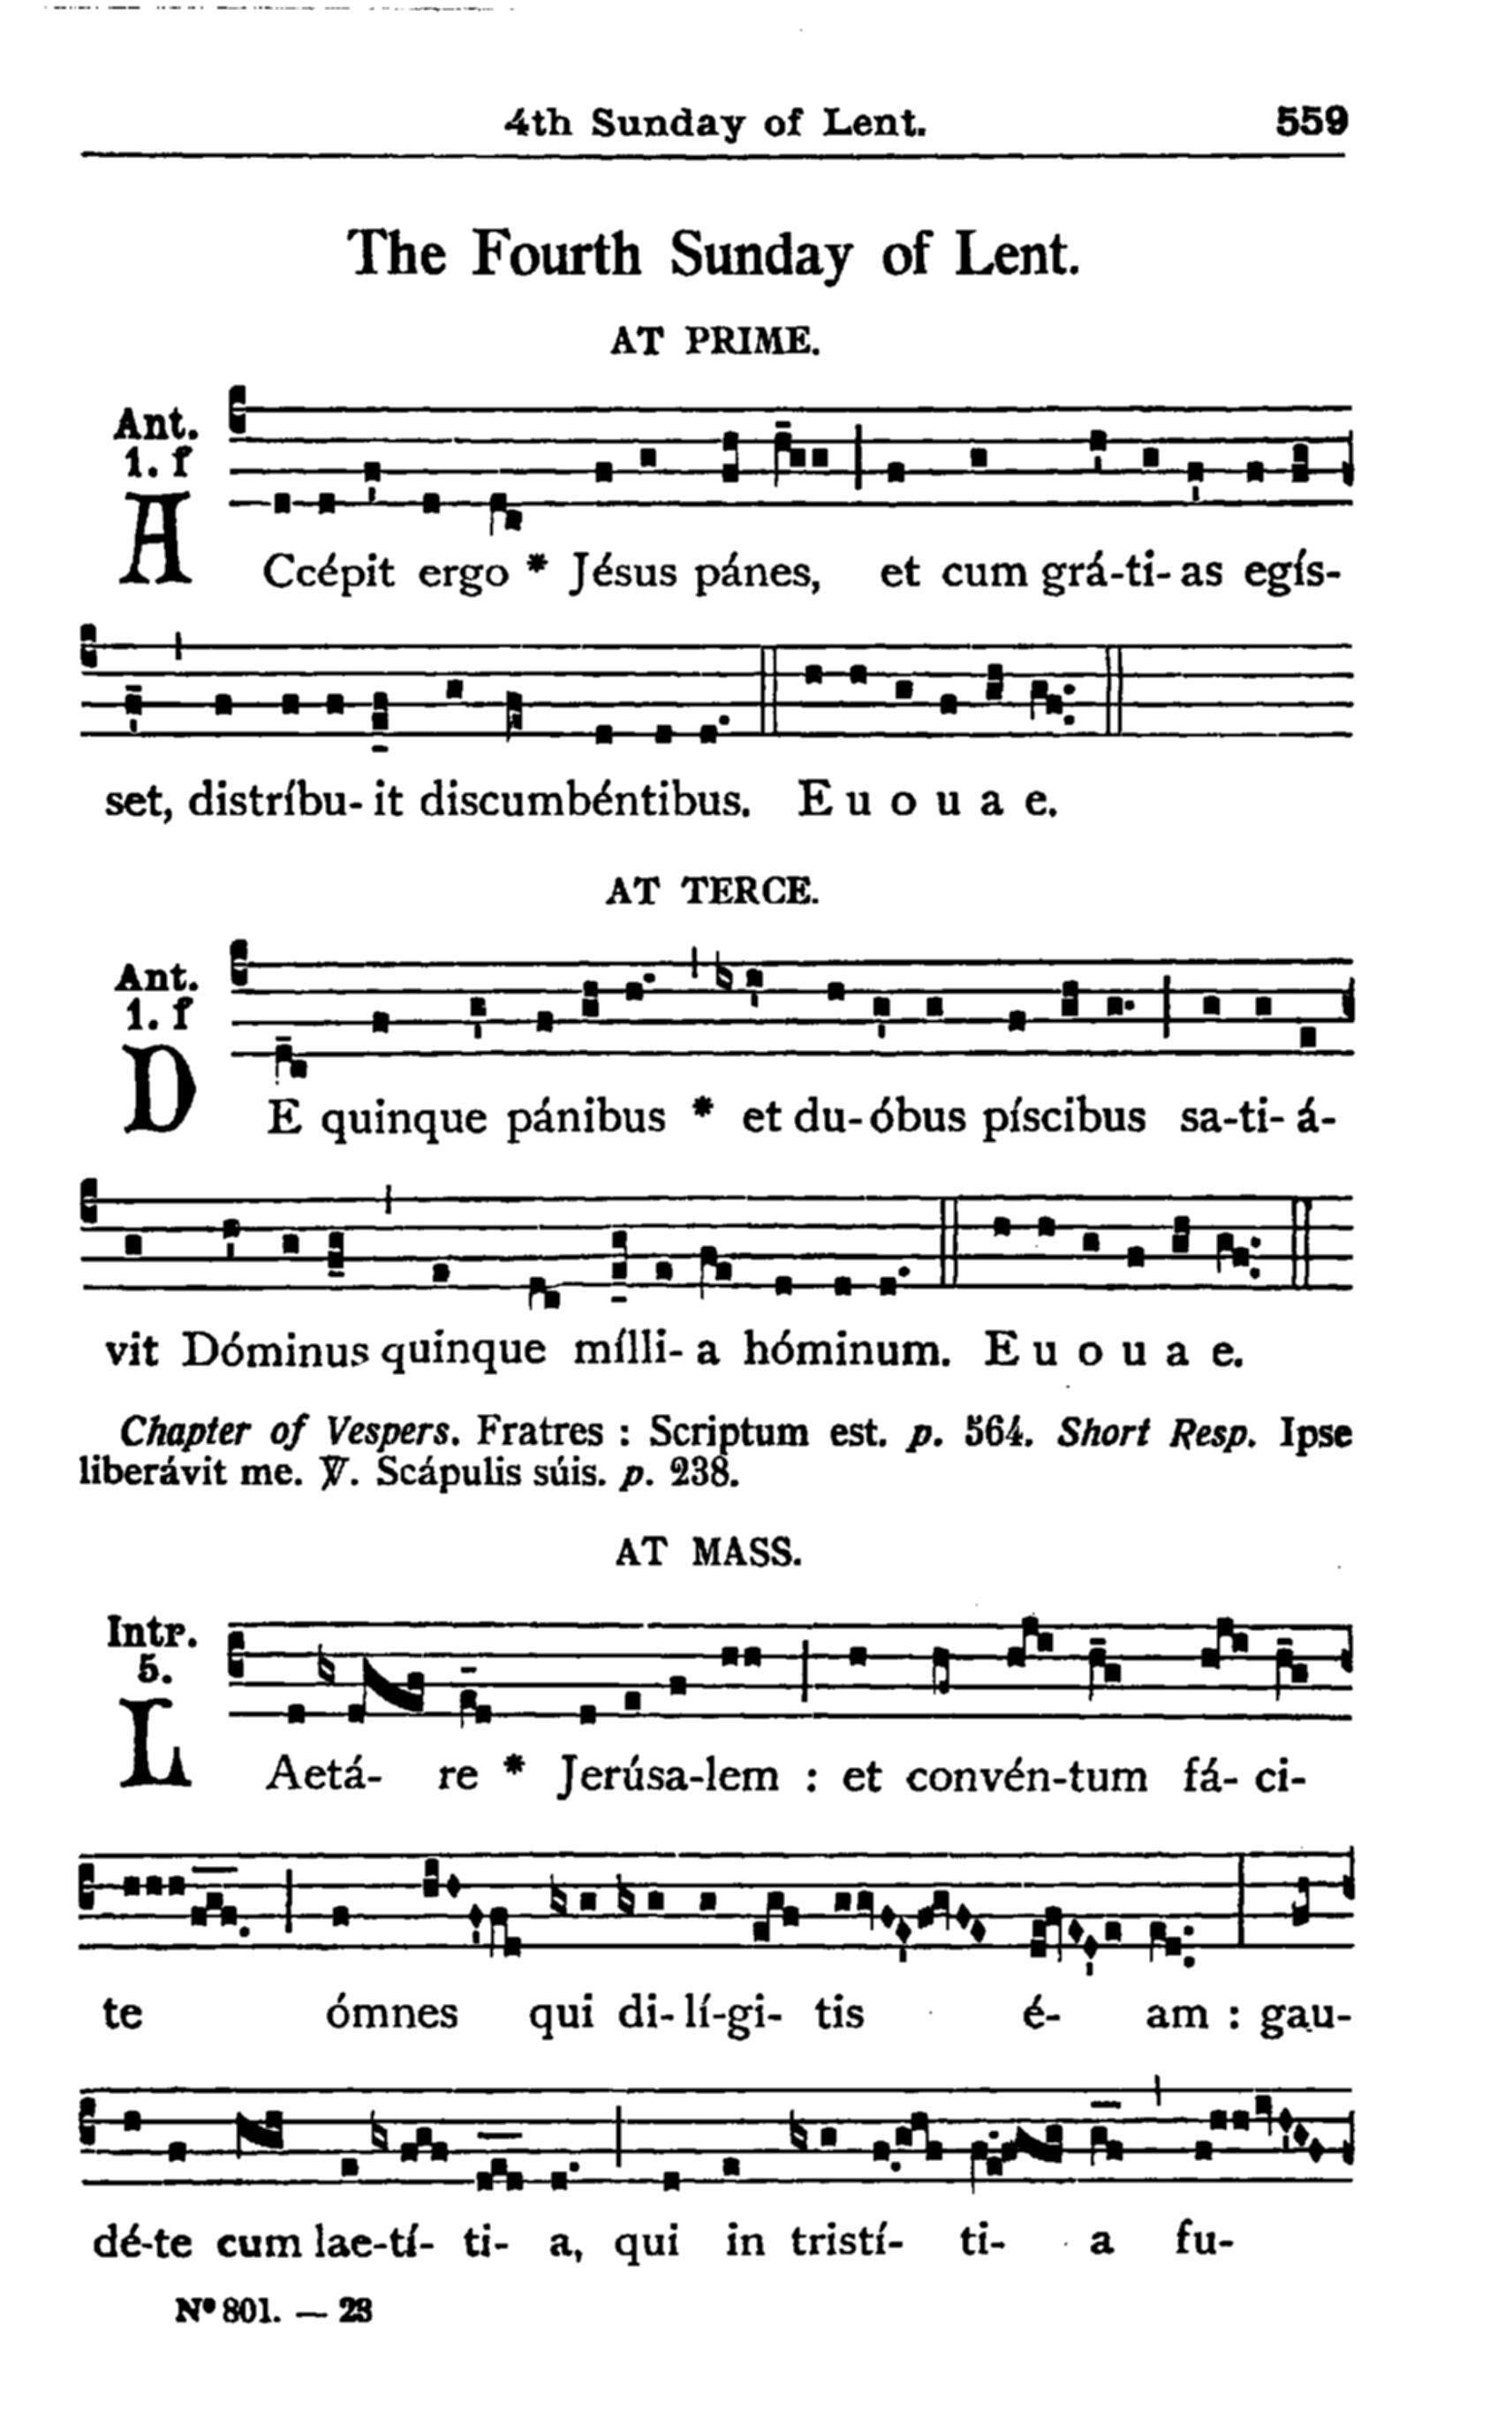 4th Sunday of Lent. 559
The Fourth Sunday of Lent.
AT PRIME.
Ant.
1. f
ACcépit ergo * Jésus pánes, et cum grá-ti-as egís-
set, distríbu-it discumbéntibus. E u o u a e.
AT TERCE.
Ant.
1. f
DE quinque pánibus * et du-óbus píscibus sa-ti-á-
vit Dóminus quinque mílli-a hóminum. E u o u a e.
Chapter of Vespers. Fratres : Scriptum est. p. 564. Short Resp. Ipse
liberávit me. ℣. Scápulis súis. p. 238.
AT MASS.
Intr.
5.
LAetá-re * Jerúsa-lem : et convén-tum fá-ci-
te ómnes qui di-lí-gi-tis é-am : gau-
dé-te cum lae-tí-ti-a, qui in tristí-ti-a fu-
Nº 801. — 23